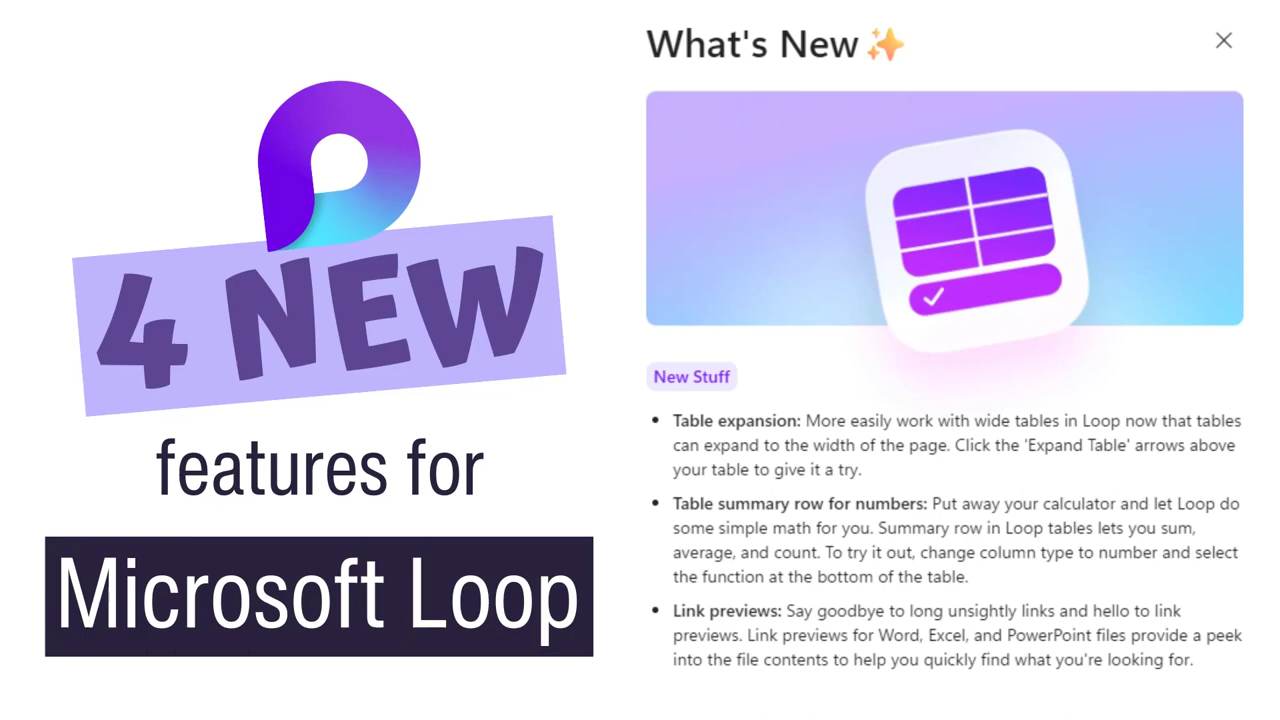 4 NEW
features for
Microsoft Loop
What's New ✨
New Stuff
• Table expansion: More easily work with wide tables in Loop now that tables
can expand to the width of the page. Click the 'Expand Table' arrows above
your table to give it a try.
• Table summary row for numbers: Put away your calculator and let Loop do
some simple math for you. Summary row in Loop tables lets you sum,
average, and count. To try it out, change column type to number and select
the function at the bottom of the table.
• Link previews: Say goodbye to long unsightly links and hello to link
previews. Link previews for Word, Excel, and PowerPoint files provide a peek
into the file contents to help you quickly find what you're looking for.